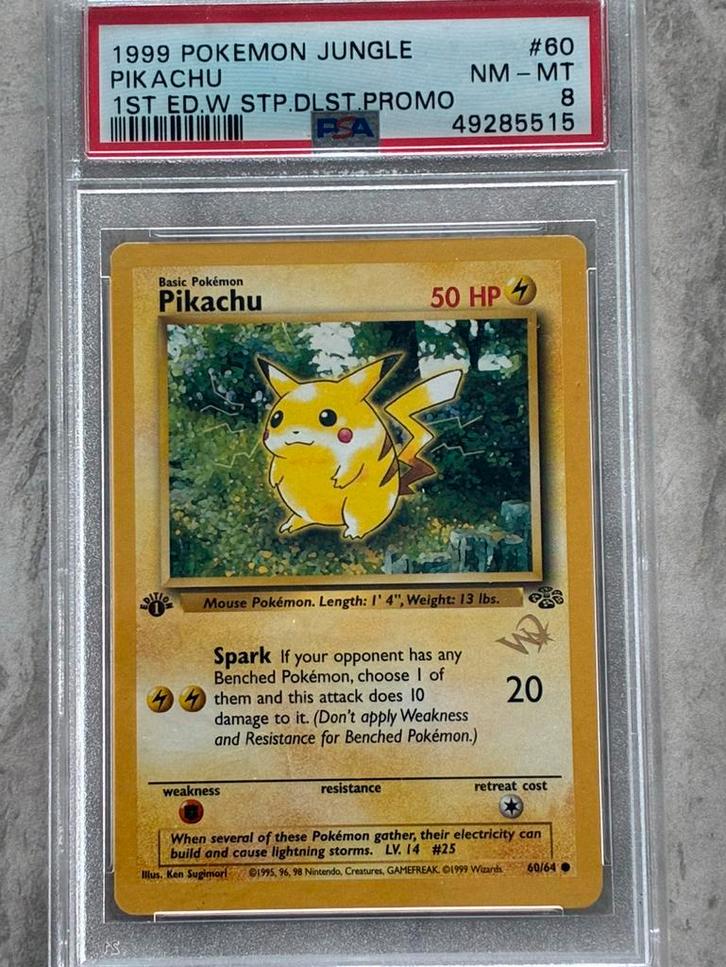 1999 POKEMON JUNGLE #60
PIKACHU NM - MT
1ST ED.W STP.DLST.PROMO 8
PSA 49285515
Basic Pokémon
Pikachu 50 HP
EDITION
1
Mouse Pokémon. Length: 1' 4", Weight: 13 lbs.
W
Spark If your opponent has any
Benched Pokémon, choose 1 of
them and this attack does 10 20
damage to it. (Don't apply Weakness
and Resistance for Benched Pokémon.)
weakness resistance retreat cost
When several of these Pokémon gather, their electricity can
build and cause lightning storms. LV. 14 #25
Illus. Ken Sugimori ©1995, 96, 98 Nintendo, Creatures, GAMEFREAK. ©1999 Wizards. 60/64